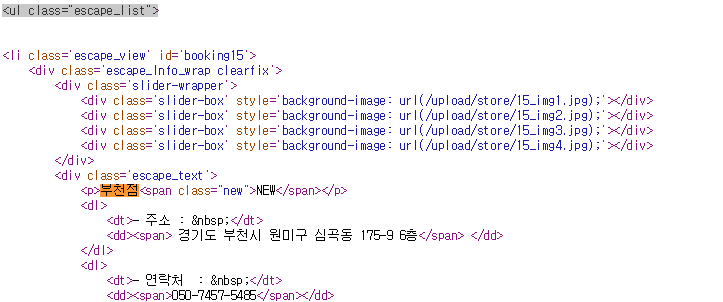 <ul class="escape_list">
<li class='escape_view' id='booking15'>
<div class='escape_Info_wrap clearfix'>
<div class='slider-wrapper'>
<div class='slider-box' style='background-image: url(/upload/store/15_img1.jpg);'></div>
<div class='slider-box' style='background-image: url(/upload/store/15_img2.jpg);'></div>
<div class='slider-box' style='background-image: url(/upload/store/15_img3.jpg);'></div>
<div class='slider-box' style='background-image: url(/upload/store/15_img4.jpg);'></div>
</div>
<div class='escape_text'>
<p>부천점<span class="new">NEW</span></p>
<dl>
<dt>- 주소 : &nbsp;</dt>
<dd><span> 경기도 부천시 원미구 심곡동 175-9 6층</span> </dd>
</dl>
<dl>
<dt>- 연락처  : &nbsp;</dt>
<dd><span>050-7457-5485</span></dd>